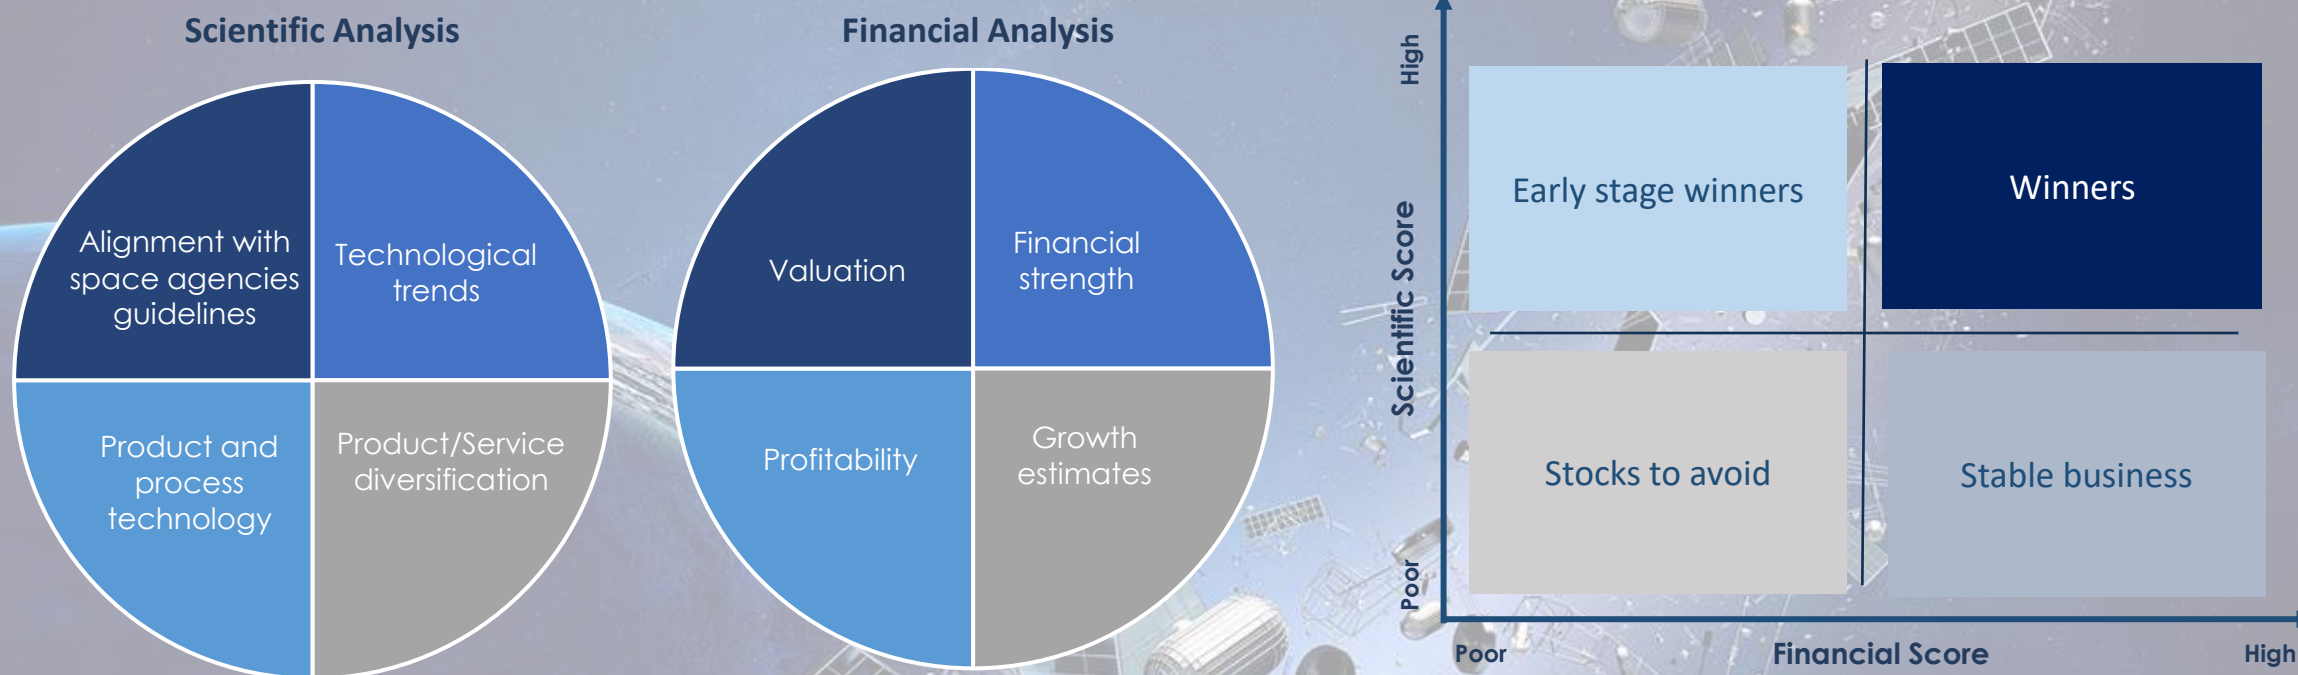 Scientific Analysis
Alignment with
space agencies
guidelines
Technological
trends
Product and
process
technology
Product/Service
diversification
Financial Analysis
Valuation
Financial
strength
Profitability
Growth
estimates
High
Scientific Score
Poor
Early stage winners
Winners
Stocks to avoid
Stable business
Poor
Financial Score
High